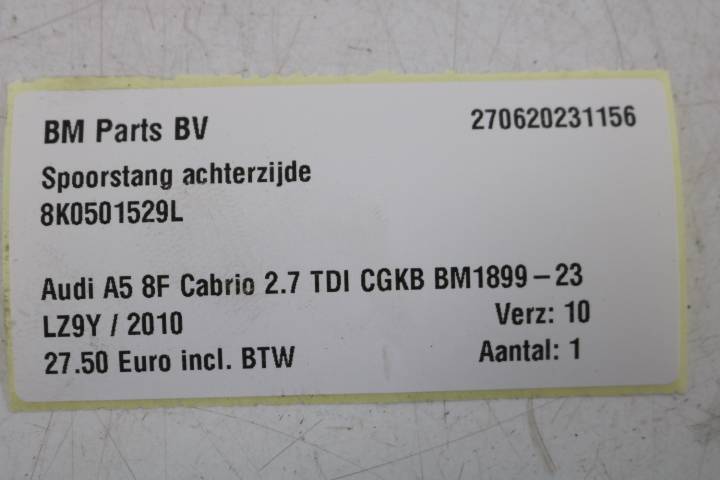 BM Parts BV 270620231156
Spoorstang achterzijde
8K0501529L
Audi A5 8F Cabrio 2.7 TDI CGKB BM1899-23
LZ9Y / 2010 Verz: 10
27.50 Euro incl. BTW Aantal: 1